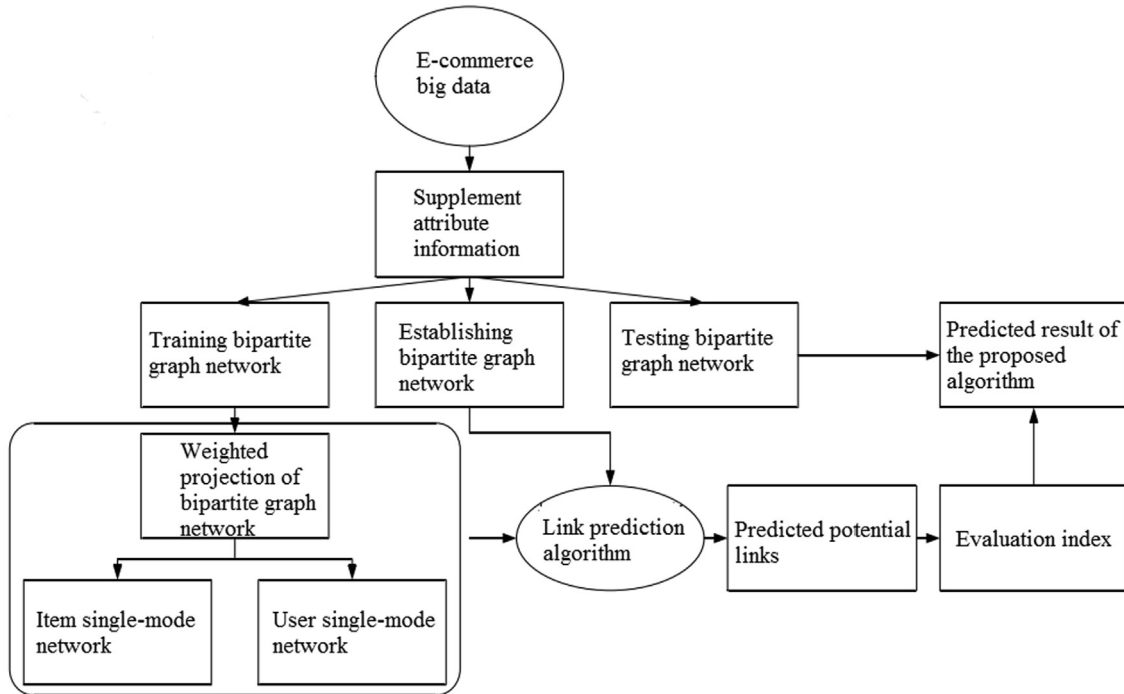 E-commerce
big data
Supplement
attribute
information
Training bipartite
graph network
Establishing
bipartite graph
network
Testing bipartite
graph network
Predicted result of
the proposed
algorithm
Weighted
projection of
bipartite graph
network
Link prediction
algorithm
Predicted potential
links
Evaluation index
Item single-mode
network
User single-mode
network